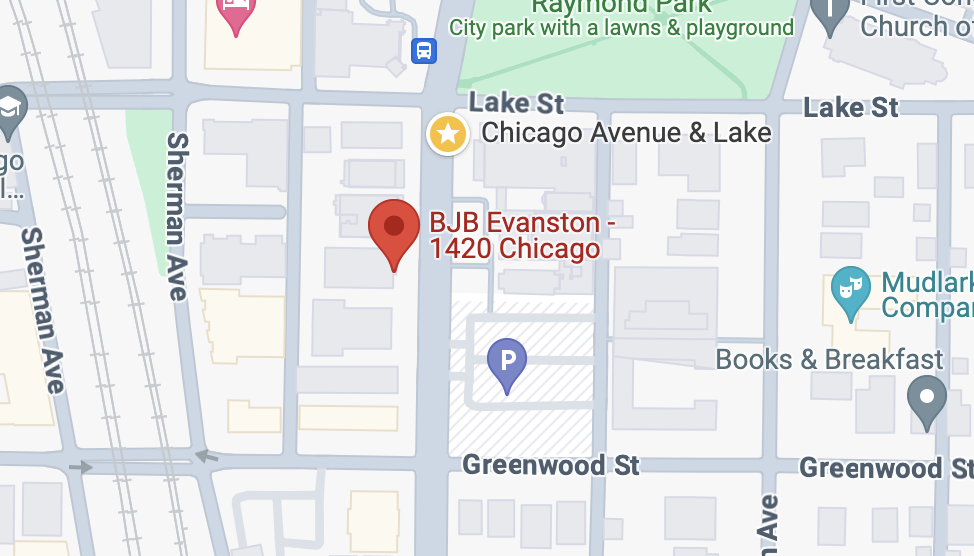 Raymond Park
City park with a lawns & playground
Church of
Lake St
Lake St
Chicago Avenue & Lake
Sherman Ave
BJB Evanston -
1420 Chicago
Sherman Ave
Mudlark
Books & Breakfast
P
Greenwood St
Greenwood St
Ave